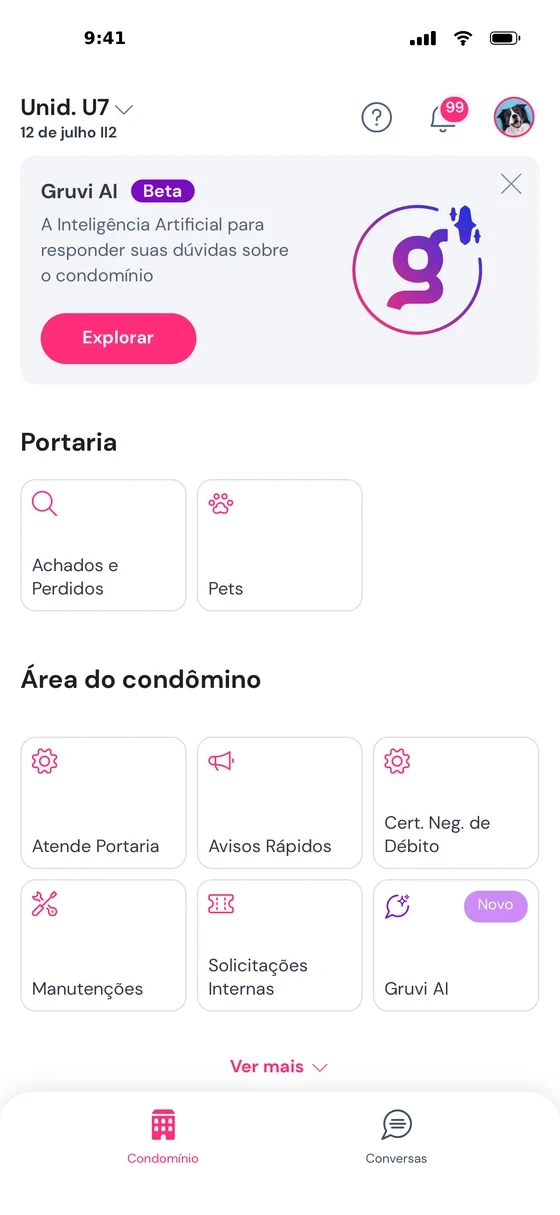 9:41
Unid. U7
12 de julho II2
99
Gruvi AI Beta
A Inteligência Artificial para
responder suas dúvidas sobre
o condomínio
g
Explorar
Portaria
Achados e
Perdidos
Pets
Área do condômino
Atende Portaria
Avisos Rápidos
Cert. Neg. de
Débito
Manutenções
Solicitações
Internas
Novo
Gruvi AI
Ver mais
Condomínio
Conversas